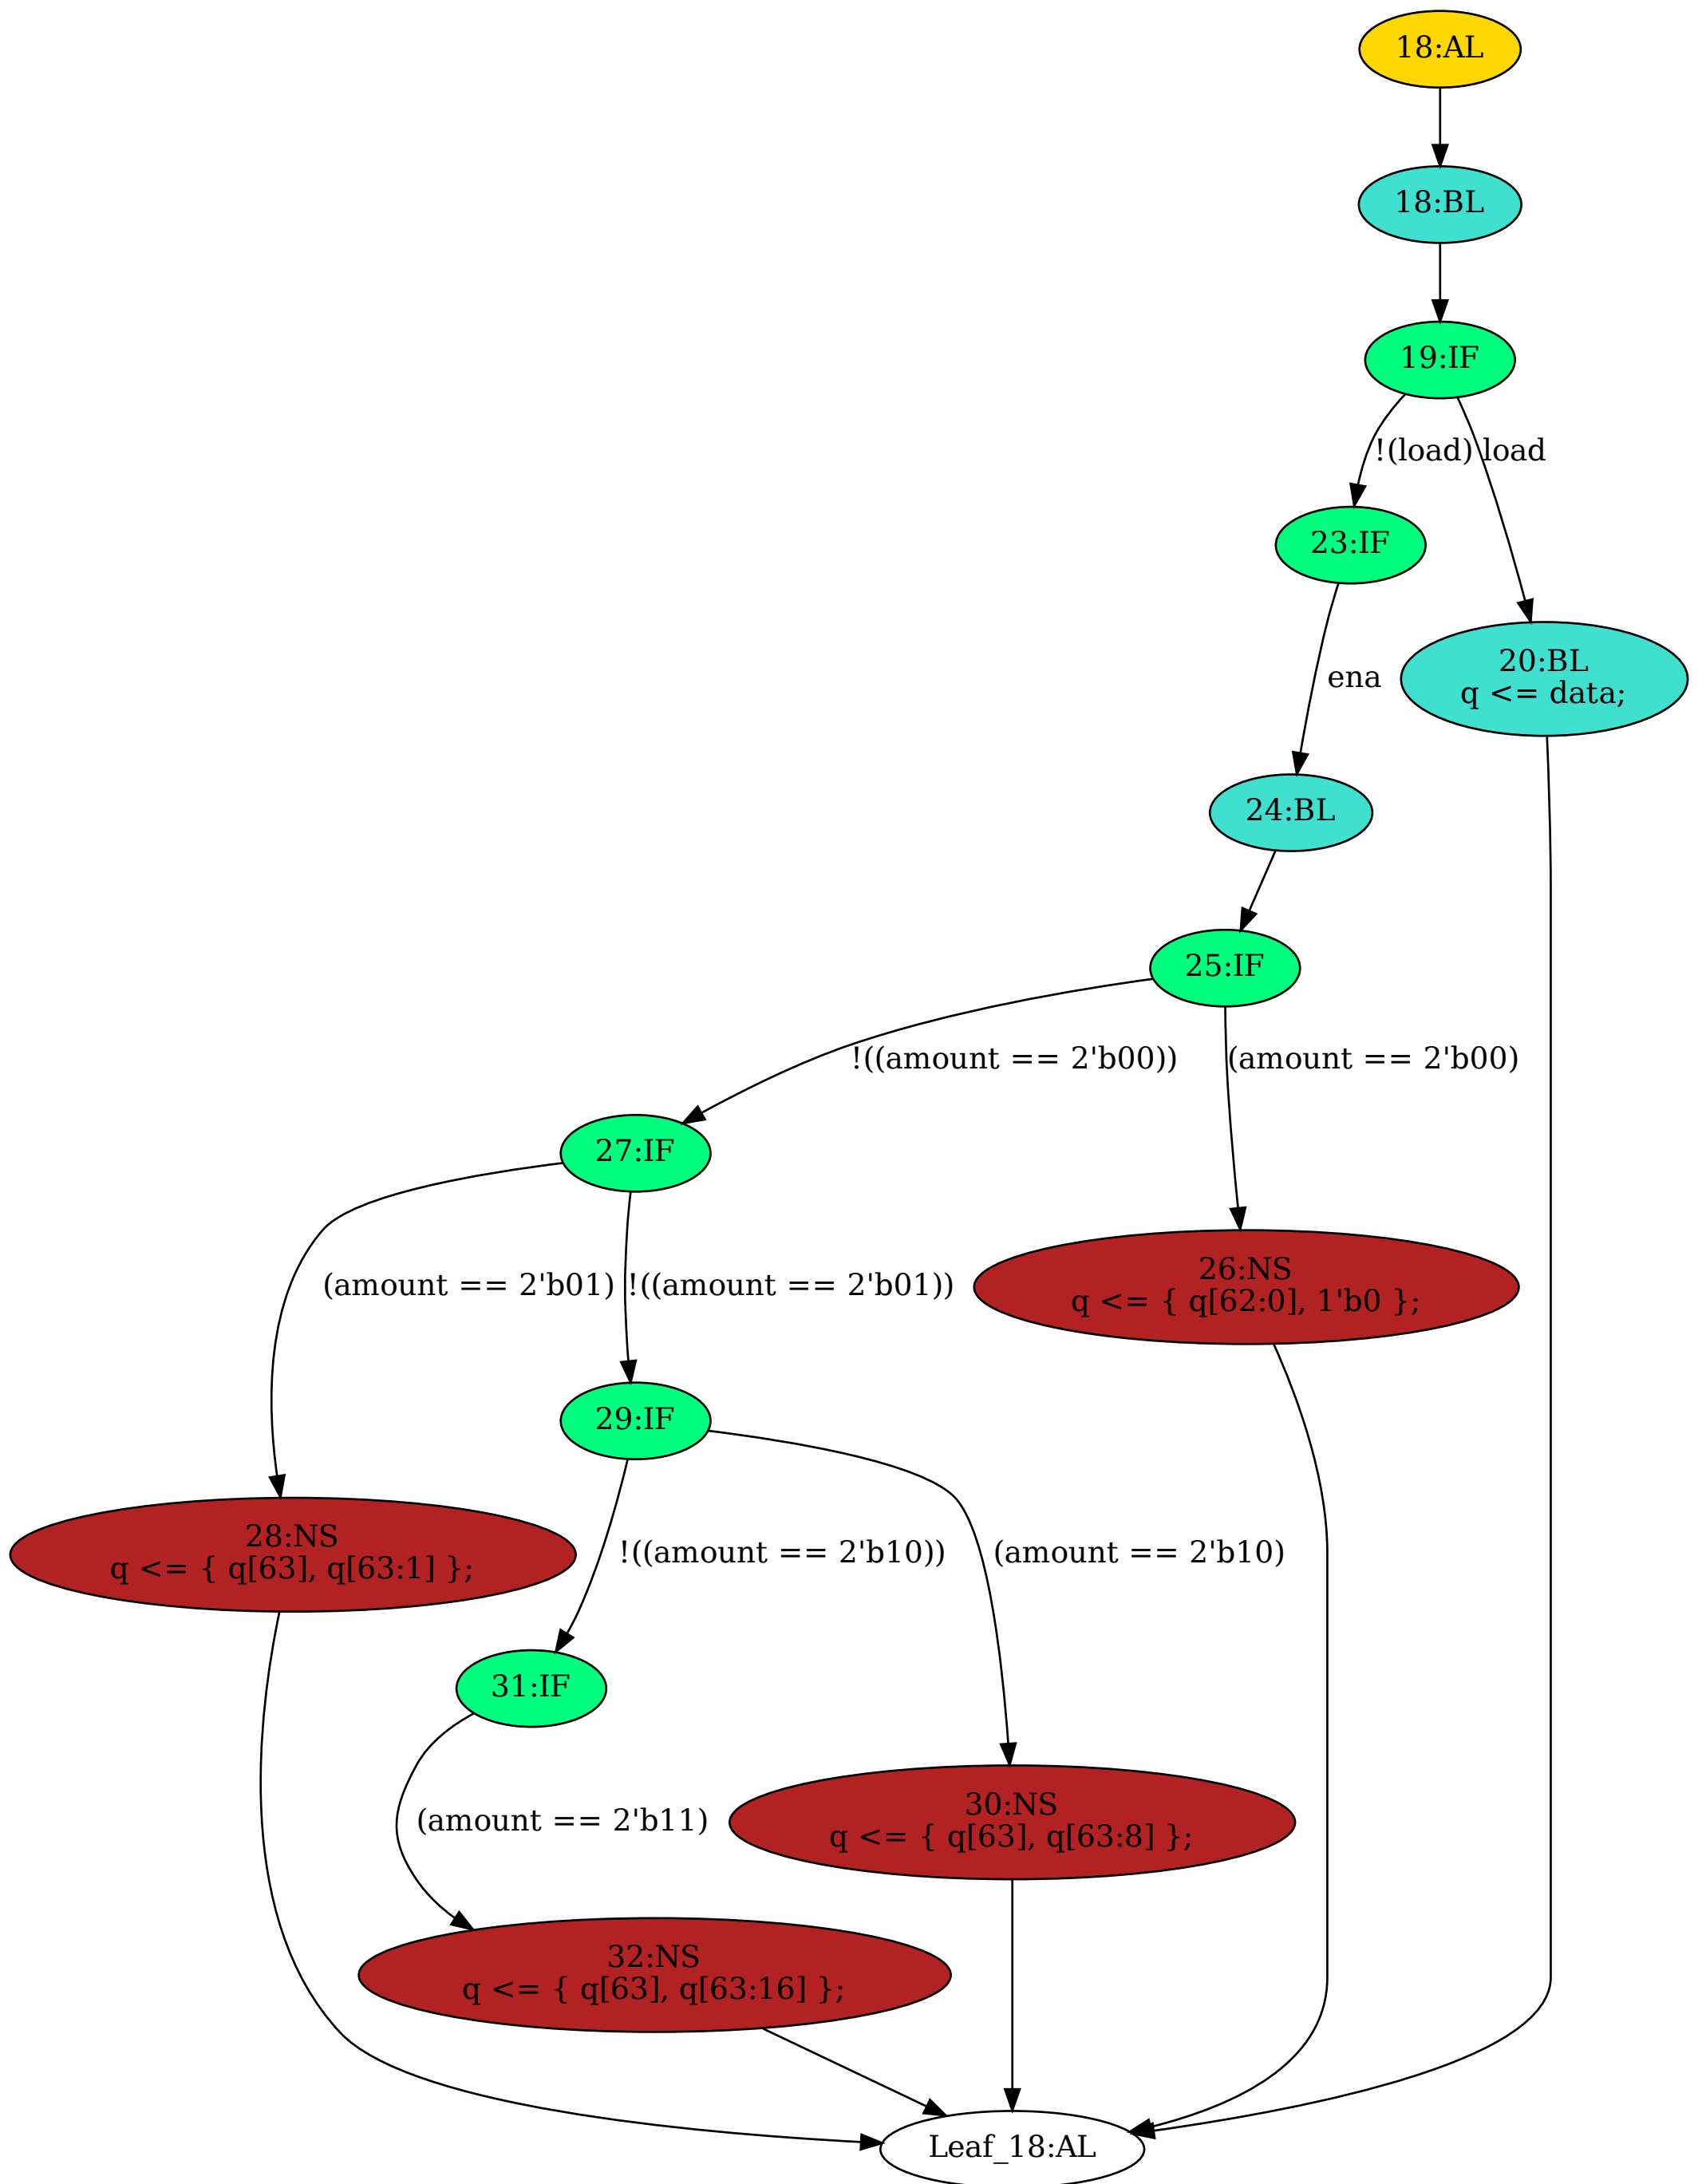 18:AL
18:BL
19:IF
!(load)
load
23:IF
20:BL
q <= data;
ena
24:BL
25:IF
!((amount == 2'b00))
(amount == 2'b00)
27:IF
(amount == 2'b01)
!((amount == 2'b01))
26:NS
q <= { q[62:0], 1'b0 };
29:IF
28:NS
q <= { q[63], q[63:1] };
!((amount == 2'b10))
(amount == 2'b10)
31:IF
(amount == 2'b11)
30:NS
q <= { q[63], q[63:8] };
32:NS
q <= { q[63], q[63:16] };
Leaf_18:AL